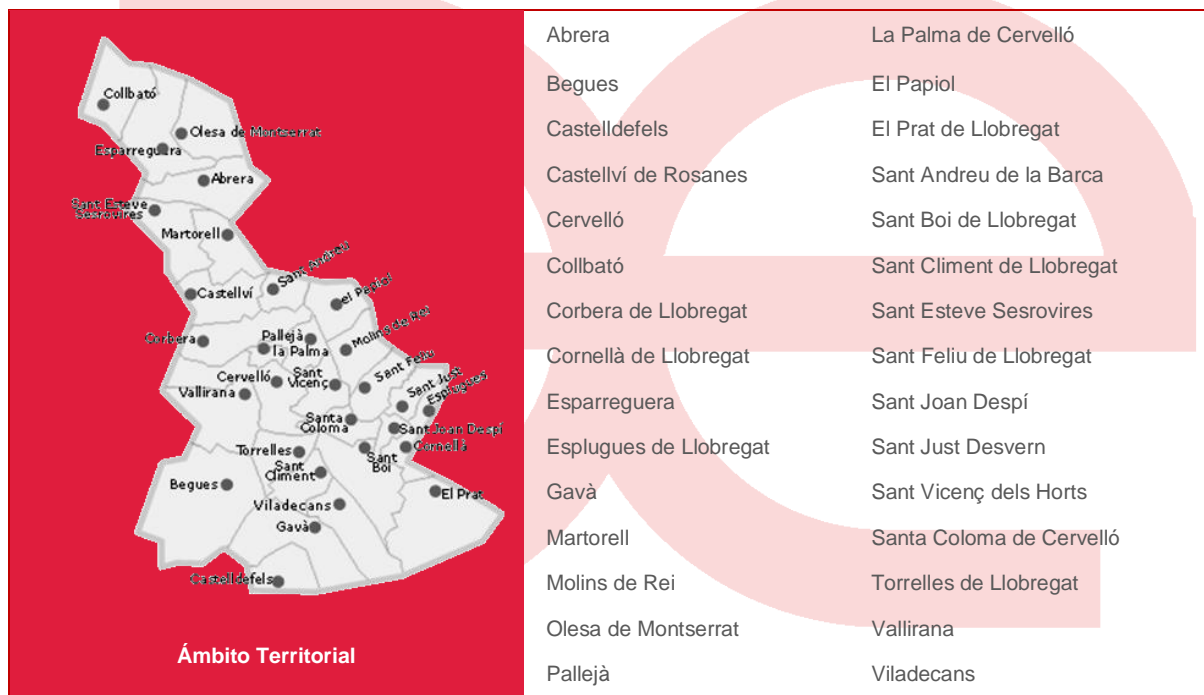 Collbató
Olesa de Montserrat
Esparreguera
Abrera
Sant Esteve
Sesrovires
Martorell
Sant Andreu
Castellví
el Papiol
Corbera
Pallejà
la Palma
Molins de Rei
Cervelló
Sant
Vicenç
Sant Feliu
Vallirana
Sant Just
Esplugues
Santa
Coloma
Sant Joan Despí
Cornellà
Torrelles
Sant
Boi
Sant
Climent
Begues
El Prat
Viladecans
Gavà
Castelldefels
Ámbito Territorial
Abrera
Begues
Castelldefels
Castellví de Rosanes
Cervelló
Collbató
Corbera de Llobregat
Cornellà de Llobregat
Esparreguera
Esplugues de Llobregat
Gavà
Martorell
Molins de Rei
Olesa de Montserrat
Pallejà
La Palma de Cervelló
El Papiol
El Prat de Llobregat
Sant Andreu de la Barca
Sant Boi de Llobregat
Sant Climent de Llobregat
Sant Esteve Sesrovires
Sant Feliu de Llobregat
Sant Joan Despí
Sant Just Desvern
Sant Vicenç dels Horts
Santa Coloma de Cervelló
Torrelles de Llobregat
Vallirana
Viladecans